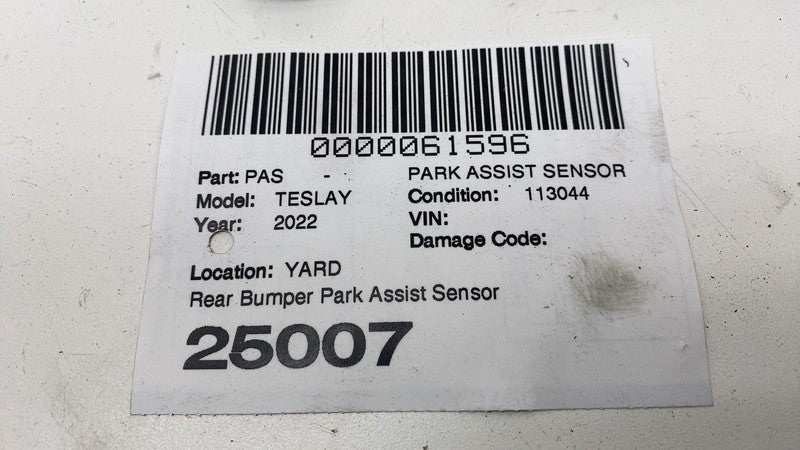 0000061596
Part: PAS - PARK ASSIST SENSOR
Model: TESLAY Condition: 113044
Year: 2022 VIN:
Damage Code:
Location: YARD
Rear Bumper Park Assist Sensor
25007